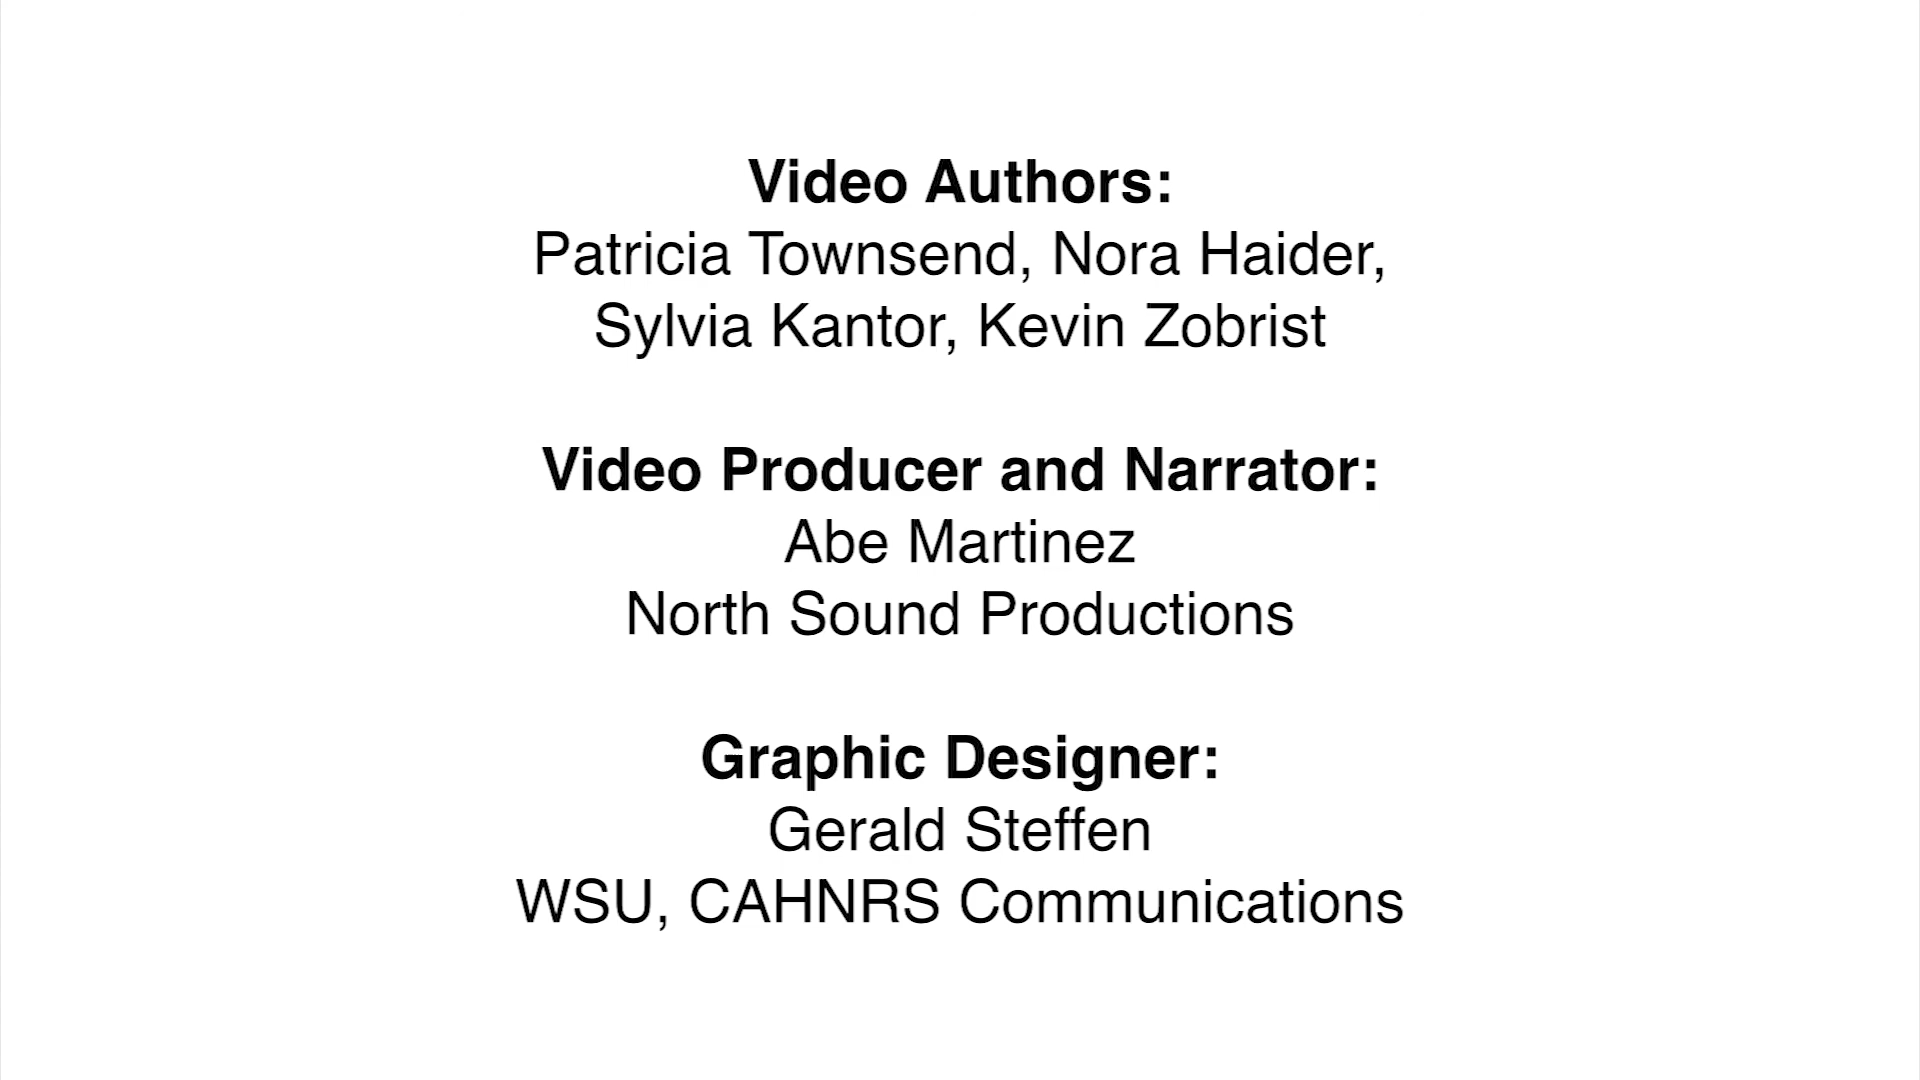 Video Authors:
Patricia Townsend, Nora Haider,
Sylvia Kantor, Kevin Zobrist
Video Producer and Narrator:
Abe Martinez
North Sound Productions
Graphic Designer:
Gerald Steffen
WSU, CAHNRS Communications